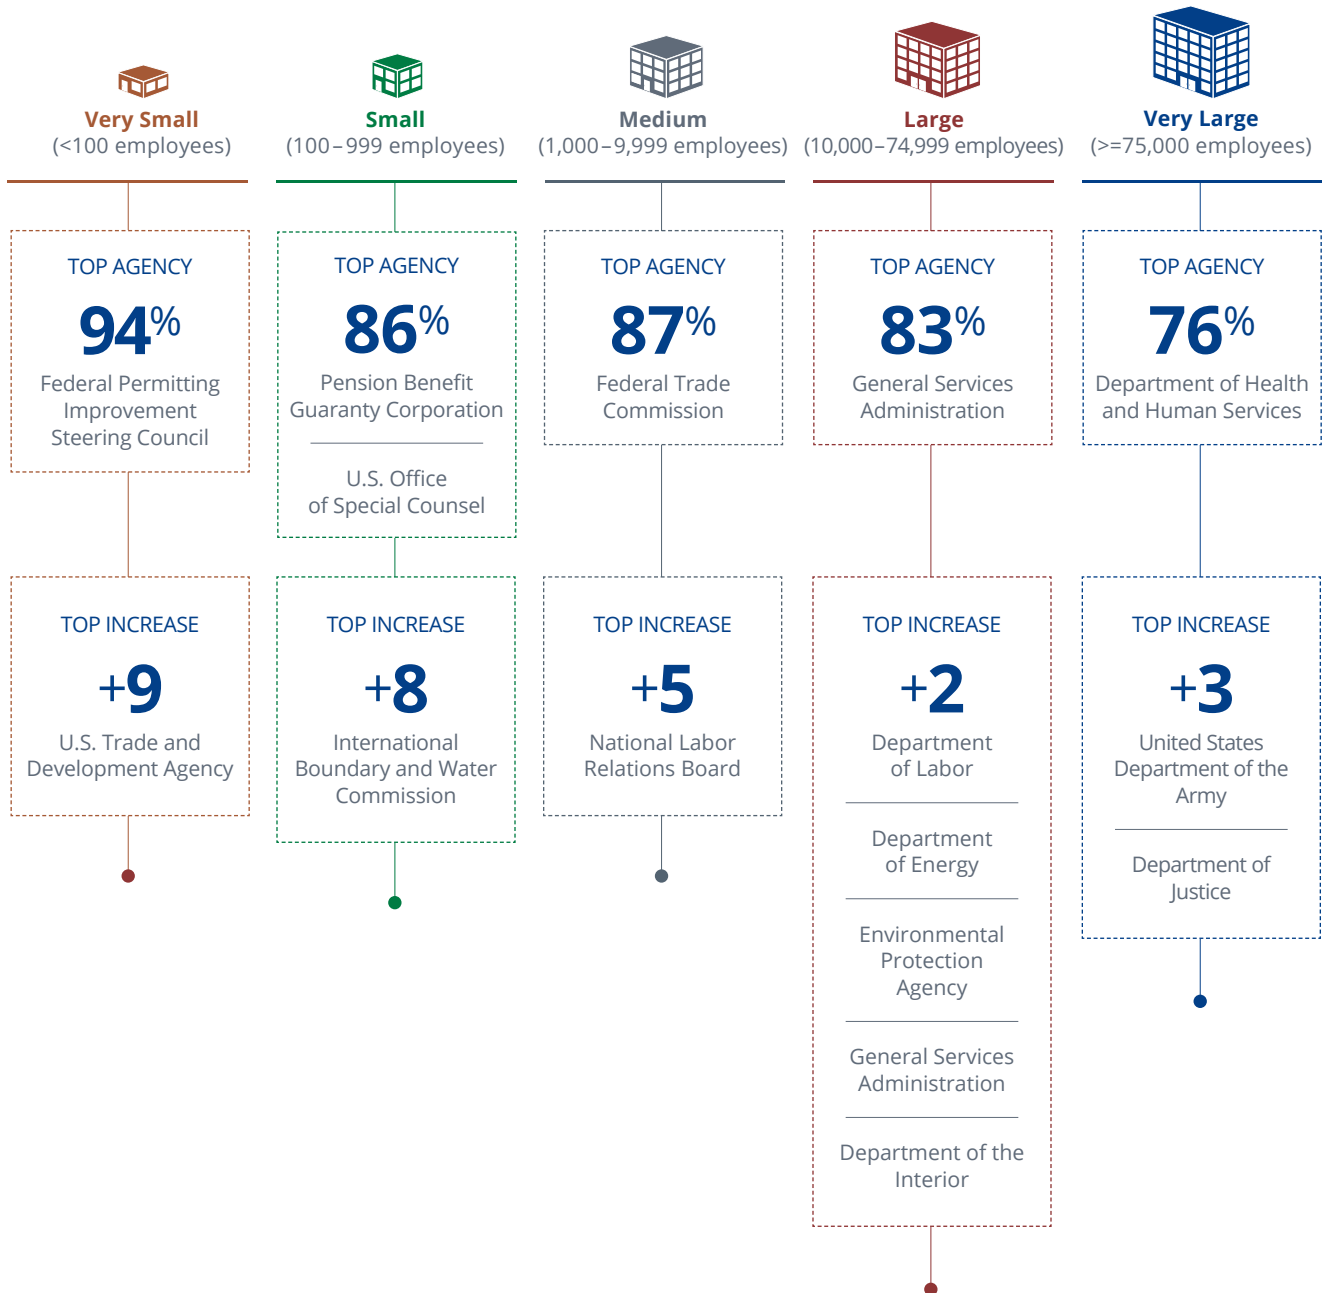 Very Small
(<100 employees)
TOP AGENCY
94%
Federal Permitting
Improvement
Steering Council
TOP INCREASE
+9
U.S. Trade and
Development Agency
Small
(100–999 employees)
TOP AGENCY
86%
Pension Benefit
Guaranty Corporation
U.S. Office
of Special Counsel
TOP INCREASE
+8
International
Boundary and Water
Commission
Medium
(1,000–9,999 employees)
TOP AGENCY
87%
Federal Trade
Commission
TOP INCREASE
+5
National Labor
Relations Board
Large
(10,000–74,999 employees)
TOP AGENCY
83%
General Services
Administration
TOP INCREASE
+2
Department
of Labor
Department
of Energy
Environmental
Protection
Agency
General Services
Administration
Department of the
Interior
Very Large
(>=75,000 employees)
TOP AGENCY
76%
Department of Health
and Human Services
TOP INCREASE
+3
United States
Department of the
Army
Department of
Justice